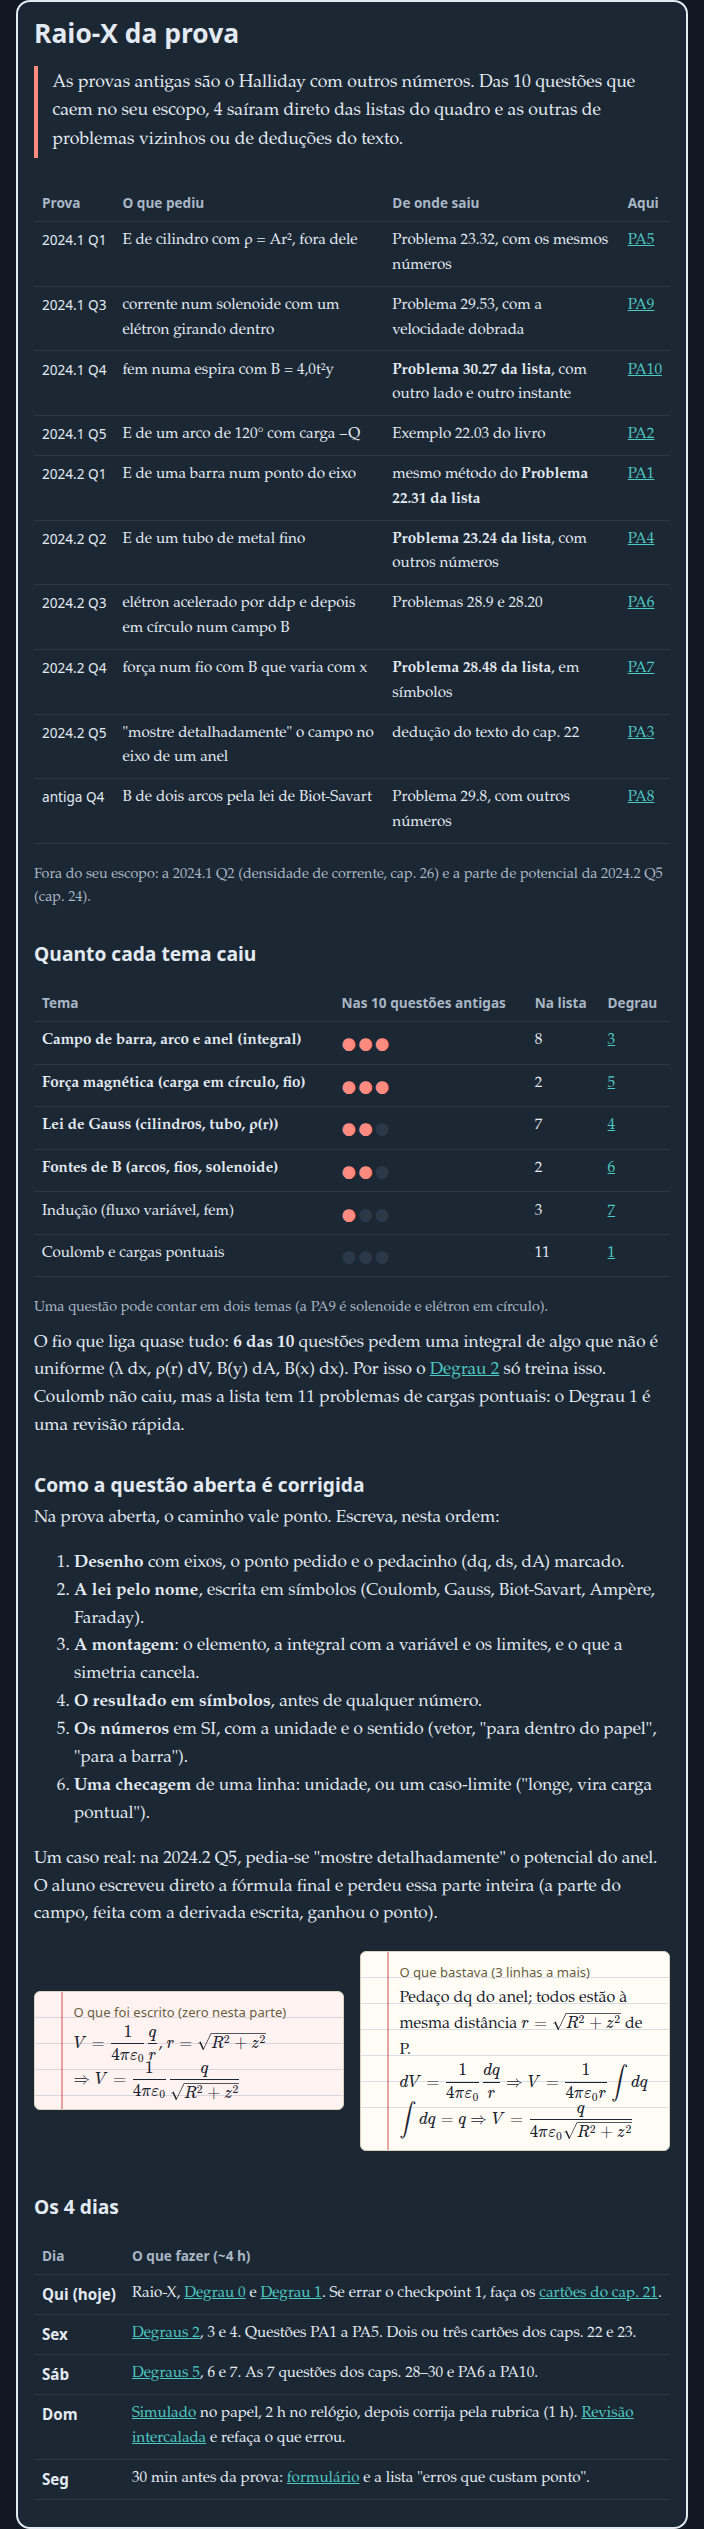 Raio-X da prova
As provas antigas são o Halliday com outros números. Das 10 questões que
caem no seu escopo, 4 saíram direto das listas do quadro e as outras de
problemas vizinhos ou de deduções do texto.
Prova O que pediu De onde saiu Aqui
2024.1 Q1 E de cilindro com ρ = Ar², fora dele Problema 23.32, com os mesmos PA5
números
2024.1 Q3 corrente num solenoide com um Problema 29.53, com a PA9
elétron girando dentro velocidade dobrada
2024.1 Q4 fem numa espira com B = 4,0t²y Problema 30.27 da lista, com PA10
outro lado e outro instante
2024.1 Q5 E de um arco de 120° com carga −Q Exemplo 22.03 do livro PA2
2024.2 Q1 E de uma barra num ponto do eixo mesmo método do Problema PA1
22.31 da lista
2024.2 Q2 E de um tubo de metal fino Problema 23.24 da lista, com PA4
outros números
2024.2 Q3 elétron acelerado por ddp e depois Problemas 28.9 e 28.20 PA6
em círculo num campo B
2024.2 Q4 força num fio com B que varia com x Problema 28.48 da lista, em PA7
símbolos
2024.2 Q5 "mostre detalhadamente" o campo no dedução do texto do cap. 22 PA3
eixo de um anel
antiga Q4 B de dois arcos pela lei de Biot-Savart Problema 29.8, com outros PA8
números
Fora do seu escopo: a 2024.1 Q2 (densidade de corrente, cap. 26) e a parte de potencial da 2024.2 Q5
(cap. 24).
Quanto cada tema caiu
Tema Nas 10 questões antigas Na lista Degrau
Campo de barra, arco e anel (integral) 8 3
Força magnética (carga em círculo, fio) 2 5
Lei de Gauss (cilindros, tubo, ρ(r)) 7 4
Fontes de B (arcos, fios, solenoide) 2 6
Indução (fluxo variável, fem) 3 7
Coulomb e cargas pontuais 11 1
Uma questão pode contar em dois temas (a PA9 é solenoide e elétron em círculo).
O fio que liga quase tudo: 6 das 10 questões pedem uma integral de algo que não é
uniforme (λ dx, ρ(r) dV, B(y) dA, B(x) dx). Por isso o Degrau 2 só treina isso.
Coulomb não caiu, mas a lista tem 11 problemas de cargas pontuais: o Degrau 1 é
uma revisão rápida.
Como a questão aberta é corrigida
Na prova aberta, o caminho vale ponto. Escreva, nesta ordem:
1. Desenho com eixos, o ponto pedido e o pedacinho (dq, ds, dA) marcado.
2. A lei pelo nome, escrita em símbolos (Coulomb, Gauss, Biot-Savart, Ampère,
Faraday).
3. A montagem: o elemento, a integral com a variável e os limites, e o que a
simetria cancela.
4. O resultado em símbolos, antes de qualquer número.
5. Os números em SI, com a unidade e o sentido (vetor, "para dentro do papel",
"para a barra").
6. Uma checagem de uma linha: unidade, ou um caso-limite ("longe, vira carga
pontual").
Um caso real: na 2024.2 Q5, pedia-se "mostre detalhadamente" o potencial do anel.
O aluno escreveu direto a fórmula final e perdeu essa parte inteira (a parte do
campo, feita com a derivada escrita, ganhou o ponto).
O que foi escrito (zero nesta parte)
V = 1/4πε₀ q/r, r = √(R² + z²)
⇒ V = 1/4πε₀ q/√(R² + z²)
O que bastava (3 linhas a mais)
Pedaço dq do anel; todos estão à
mesma distância r = √(R² + z²) de
P.
dV = 1/4πε₀ dq/r ⇒ V = 1/4πε₀r ∫ dq
∫ dq = q ⇒ V = q/4πε₀√(R² + z²)
Os 4 dias
Dia O que fazer (~4 h)
Qui (hoje) Raio-X, Degrau 0 e Degrau 1. Se errar o checkpoint 1, faça os cartões do cap. 21.
Sex Degraus 2, 3 e 4. Questões PA1 a PA5. Dois ou três cartões dos caps. 22 e 23.
Sáb Degraus 5, 6 e 7. As 7 questões dos caps. 28–30 e PA6 a PA10.
Dom Simulado no papel, 2 h no relógio, depois corrija pela rubrica (1 h). Revisão
intercalada e refaça o que errou.
Seg 30 min antes da prova: formulário e a lista "erros que custam ponto".